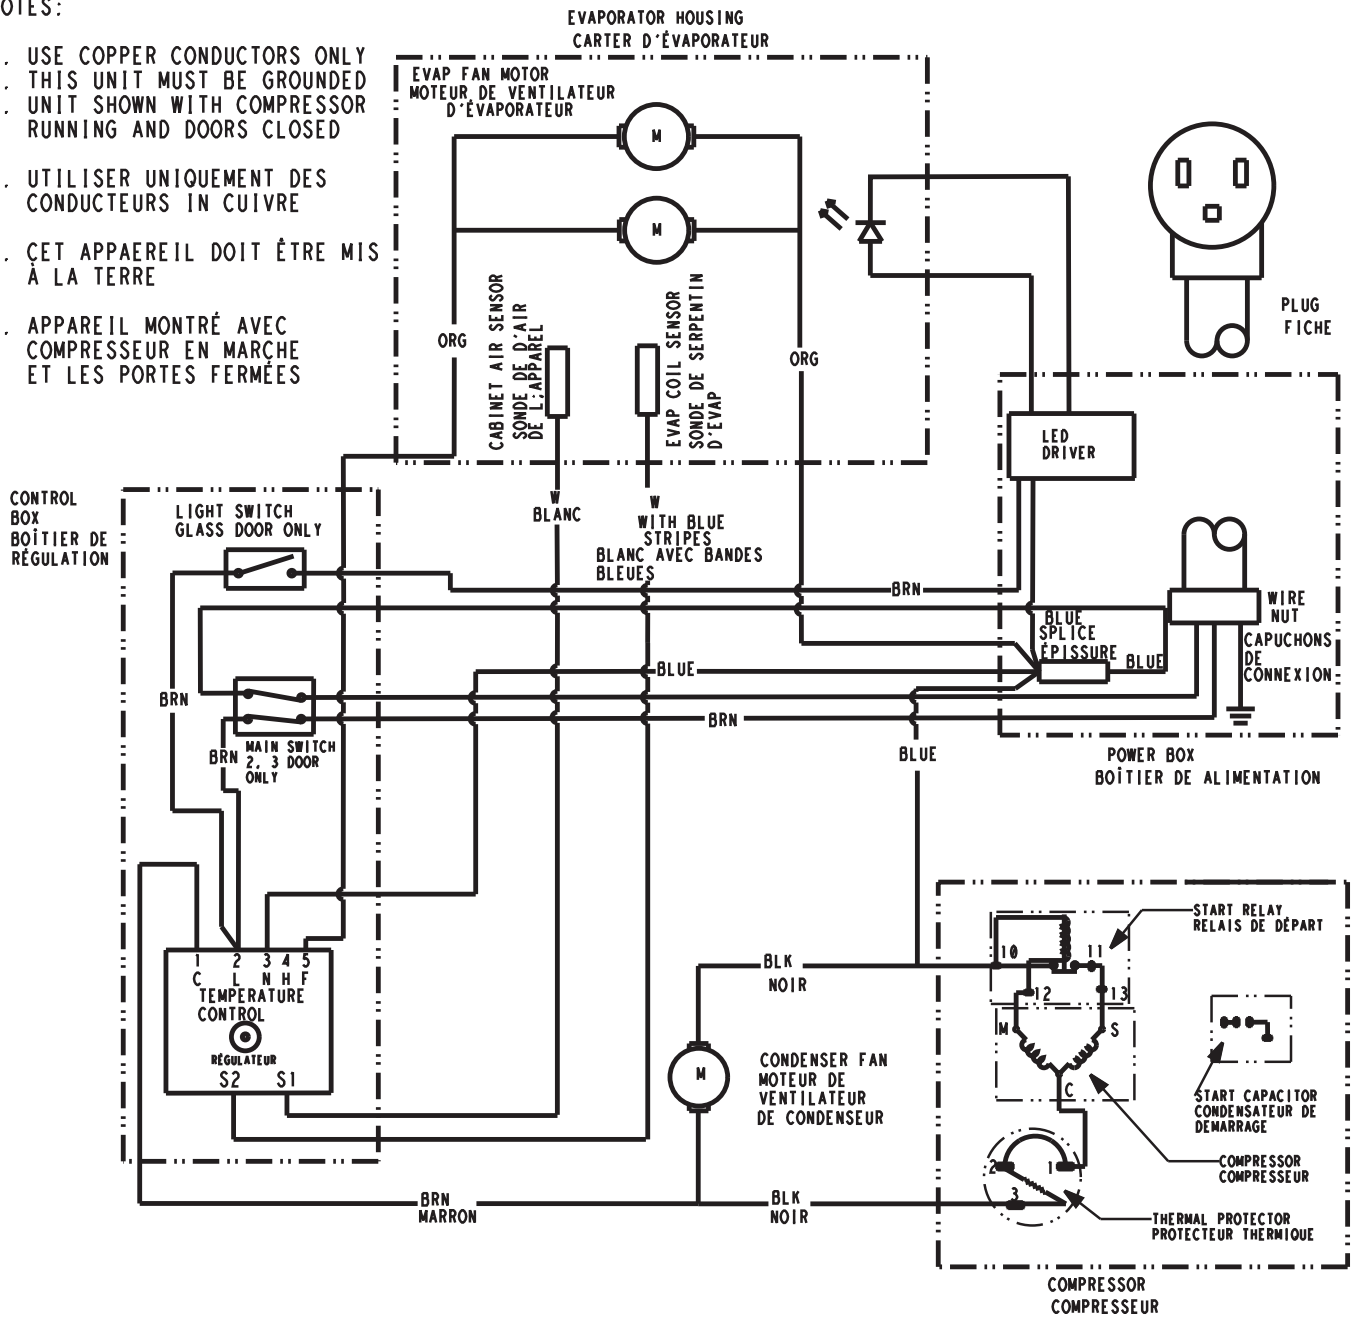 OTES:
. USE COPPER CONDUCTORS ONLY
. THIS UNIT MUST BE GROUNDED
. UNIT SHOWN WITH COMPRESSOR
RUNNING AND DOORS CLOSED
. UTILISER UNIQUEMENT DES
CONDUCTEURS IN CUIVRE
. CET APPAEREIL DOIT ÊTRE MIS
À LA TERRE
. APPAREIL MONTRÉ AVEC
COMPRESSEUR EN MARCHE
ET LES PORTES FERMÉES
EVAPORATOR HOUSING
CARTER D'ÉVAPORATEUR
EVAP FAN MOTOR
MOTEUR DE VENTILATEUR
D'ÉVAPORATEUR
M
M
ORG
ORG
CABINET AIR SENSOR
SONDE DE D'AIR
DE L'APPAREL
EVAP COIL SENSOR
SONDE DE SERPENTIN
D'EVAP
PLUG
FICHE
LED
DRIVER
W
BLANC
W
WITH BLUE
STRIPES
BLANC AVEC BANDES
BLEUES
CONTROL
BOX
BOÎTIER DE
RÉGULATION
LIGHT SWITCH
GLASS DOOR ONLY
BRN
BLUE
SPLICE
ÉPISSURE
BLUE
WIRE
NUT
CAPUCHONS
DE
CONNEXION
BLUE
BRN
BRN
BRN
MAIN SWITCH
2, 3 DOOR
ONLY
BLUE
POWER BOX
BOÎTIER DE ALIMENTATION
1 2 3 4 5
C L N H F
TEMPERATURE
CONTROL
RÉGULATEUR
S2 S1
BLK
NOIR
M
CONDENSER FAN
MOTEUR DE
VENTILATEUR
DE CONDENSEUR
BRN
MARRON
BLK
NOIR
START RELAY
RELAIS DE DÉPART
10 11
12 13
M S
C
START CAPACITOR
CONDENSATEUR DE
DEMARRAGE
2 1
3
COMPRESSOR
COMPRESSEUR
THERMAL PROTECTOR
PROTECTEUR THERMIQUE
COMPRESSOR
COMPRESSEUR